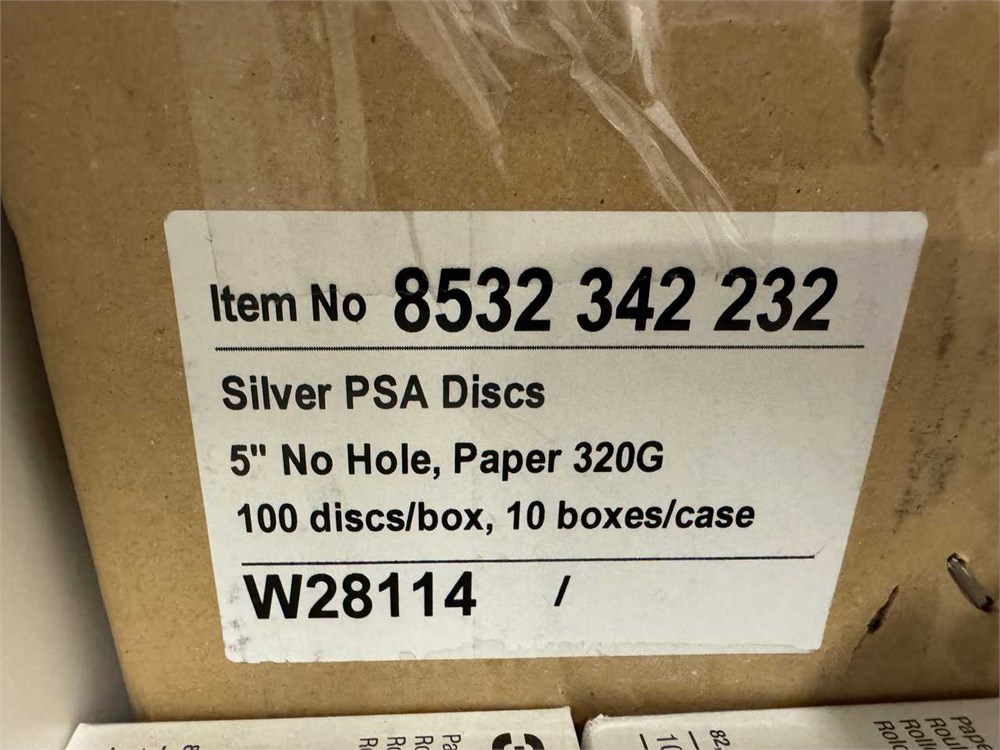 Item No 8532 342 232
Silver PSA Discs
5" No Hole, Paper 320G
100 discs/box, 10 boxes/case
W28114 /